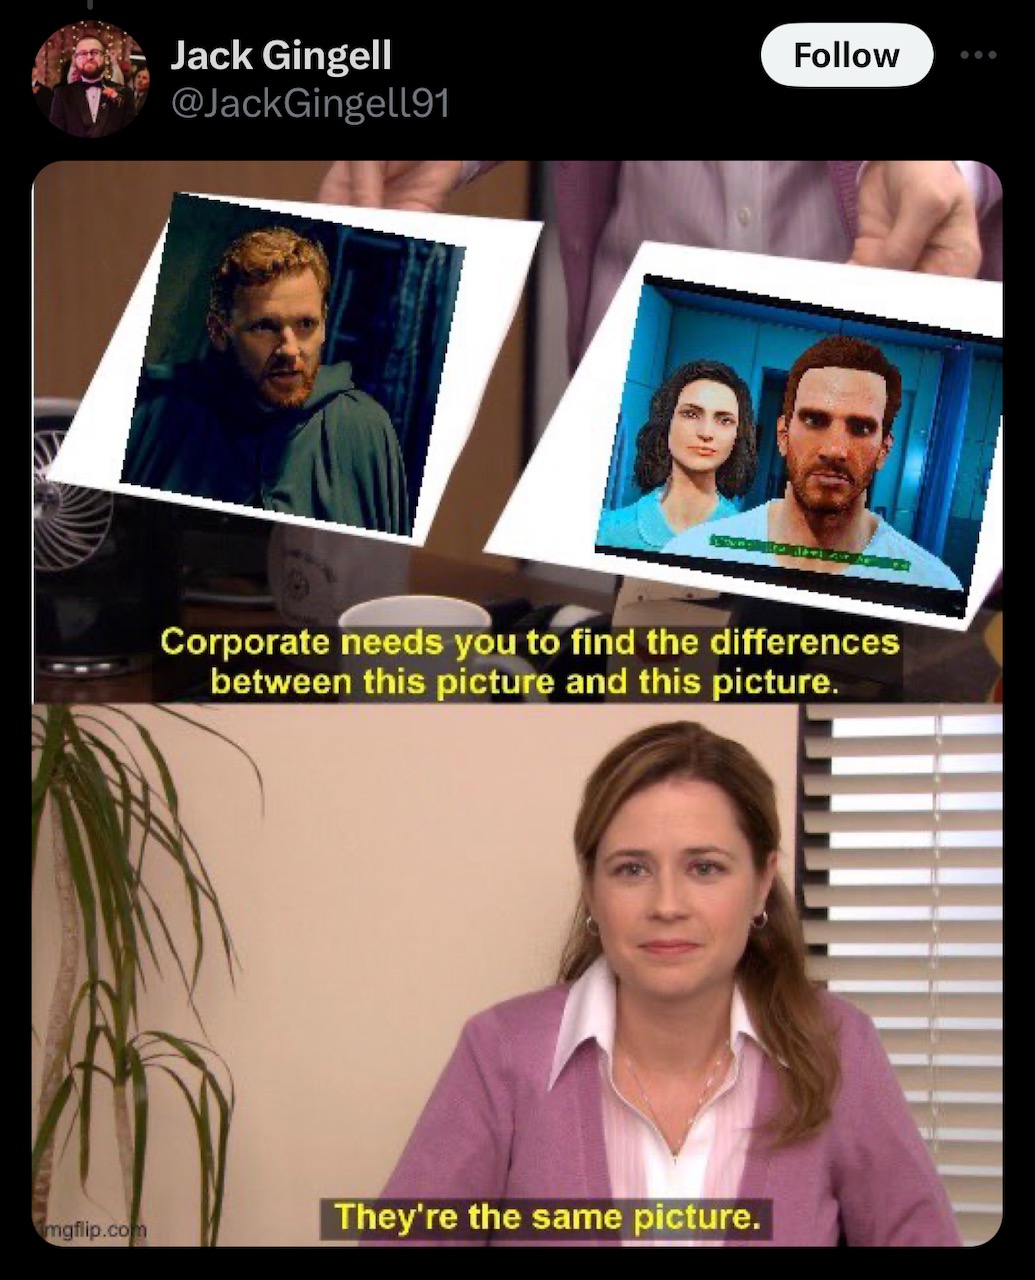 Jack Gingell
@JackGingell91
Follow
Corporate needs you to find the differences
between this picture and this picture.
They're the same picture.
imgflip.com